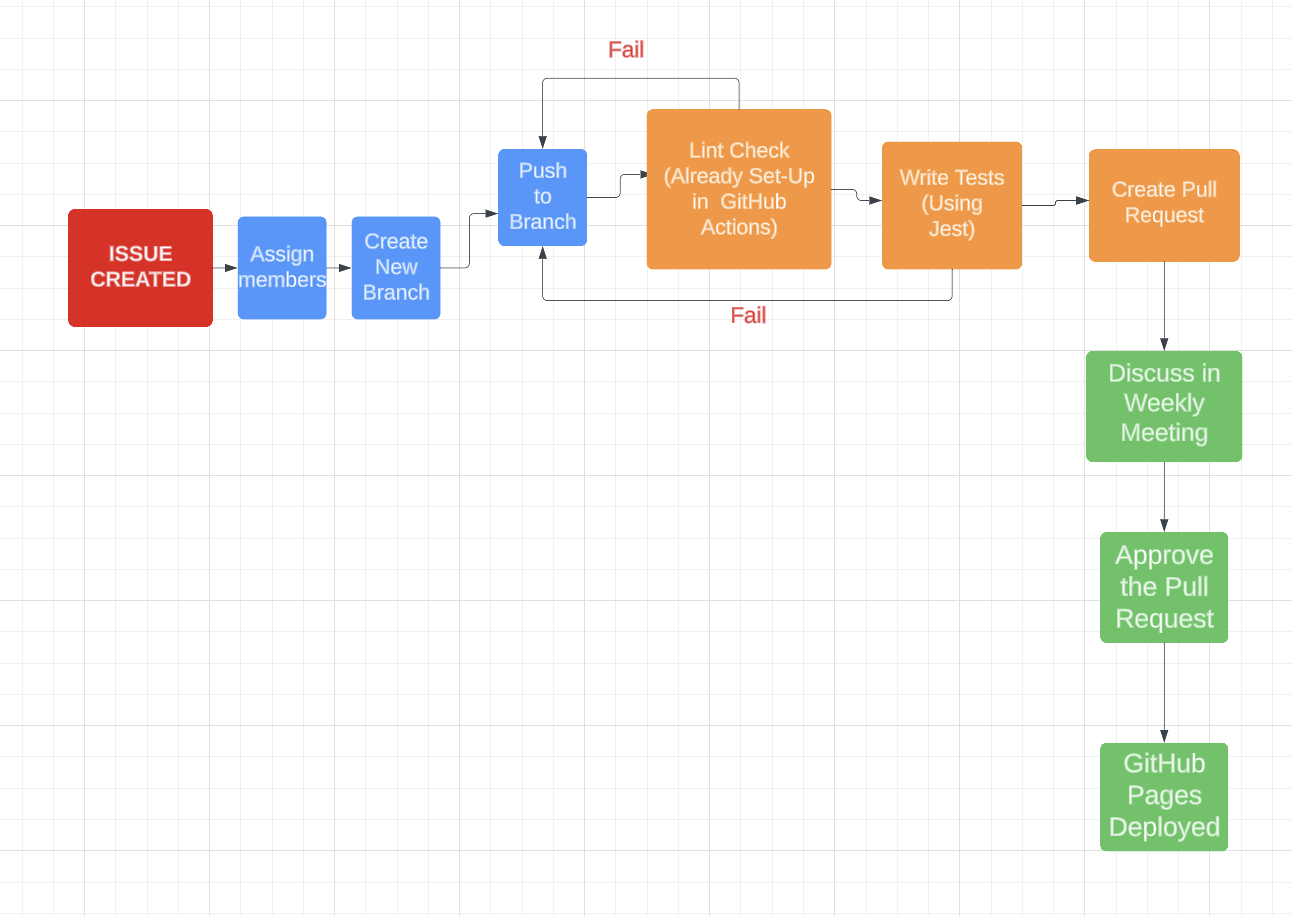 Fail
ISSUE
CREATED
Assign
members
Create
New
Branch
Push
to
Branch
Lint Check
(Already Set-Up
in GitHub
Actions)
Write Tests
(Using
Jest)
Create Pull
Request
Fail
Discuss in
Weekly
Meeting
Approve
the Pull
Request
GitHub
Pages
Deployed